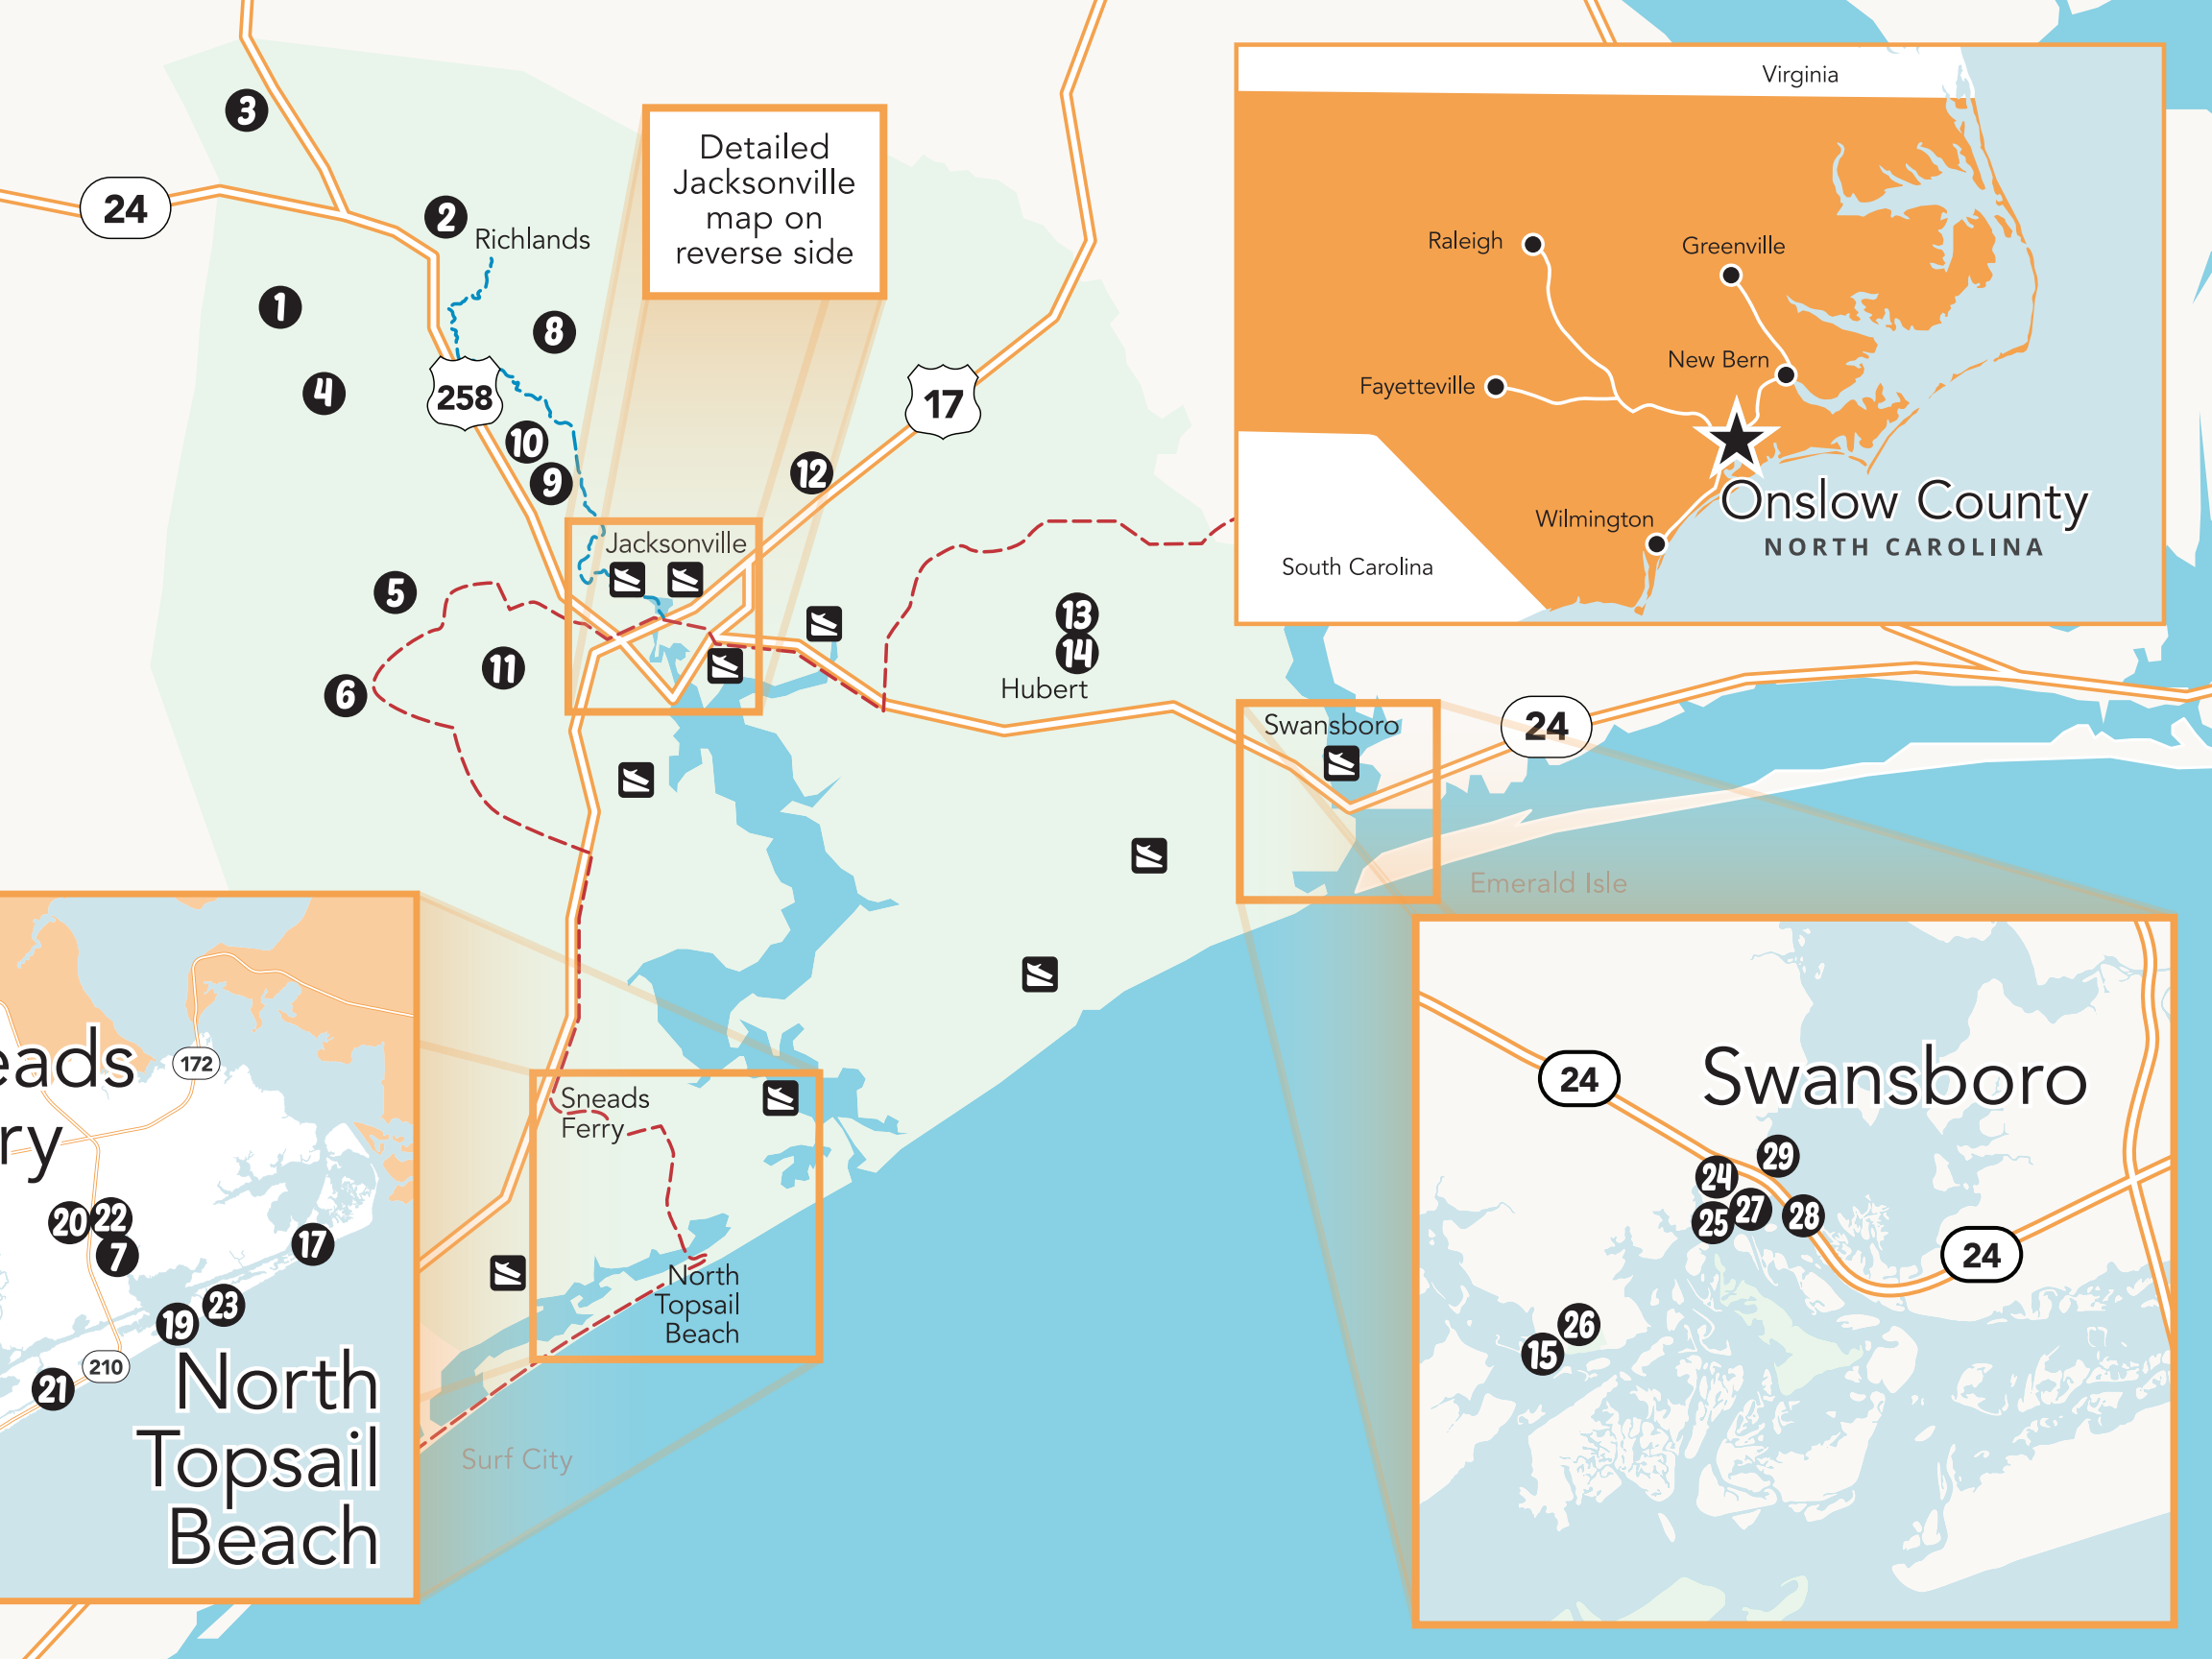 3
24
2
Richlands
1
8
4
258
10
9
12
17
Detailed
Jacksonville
map on
reverse side
Jacksonville
5
11
6
13
14
Hubert
Swansboro
24
Emerald Isle
Sneads
Ferry
North
Topsail
Beach
Surf City
Virginia
Raleigh
Greenville
New Bern
Fayetteville
Wilmington
South Carolina
Onslow County
NORTH CAROLINA
eads
ry
172
20
22
7
17
23
19
210
21
North
Topsail
Beach
24
Swansboro
29
24
27
25
28
24
26
15